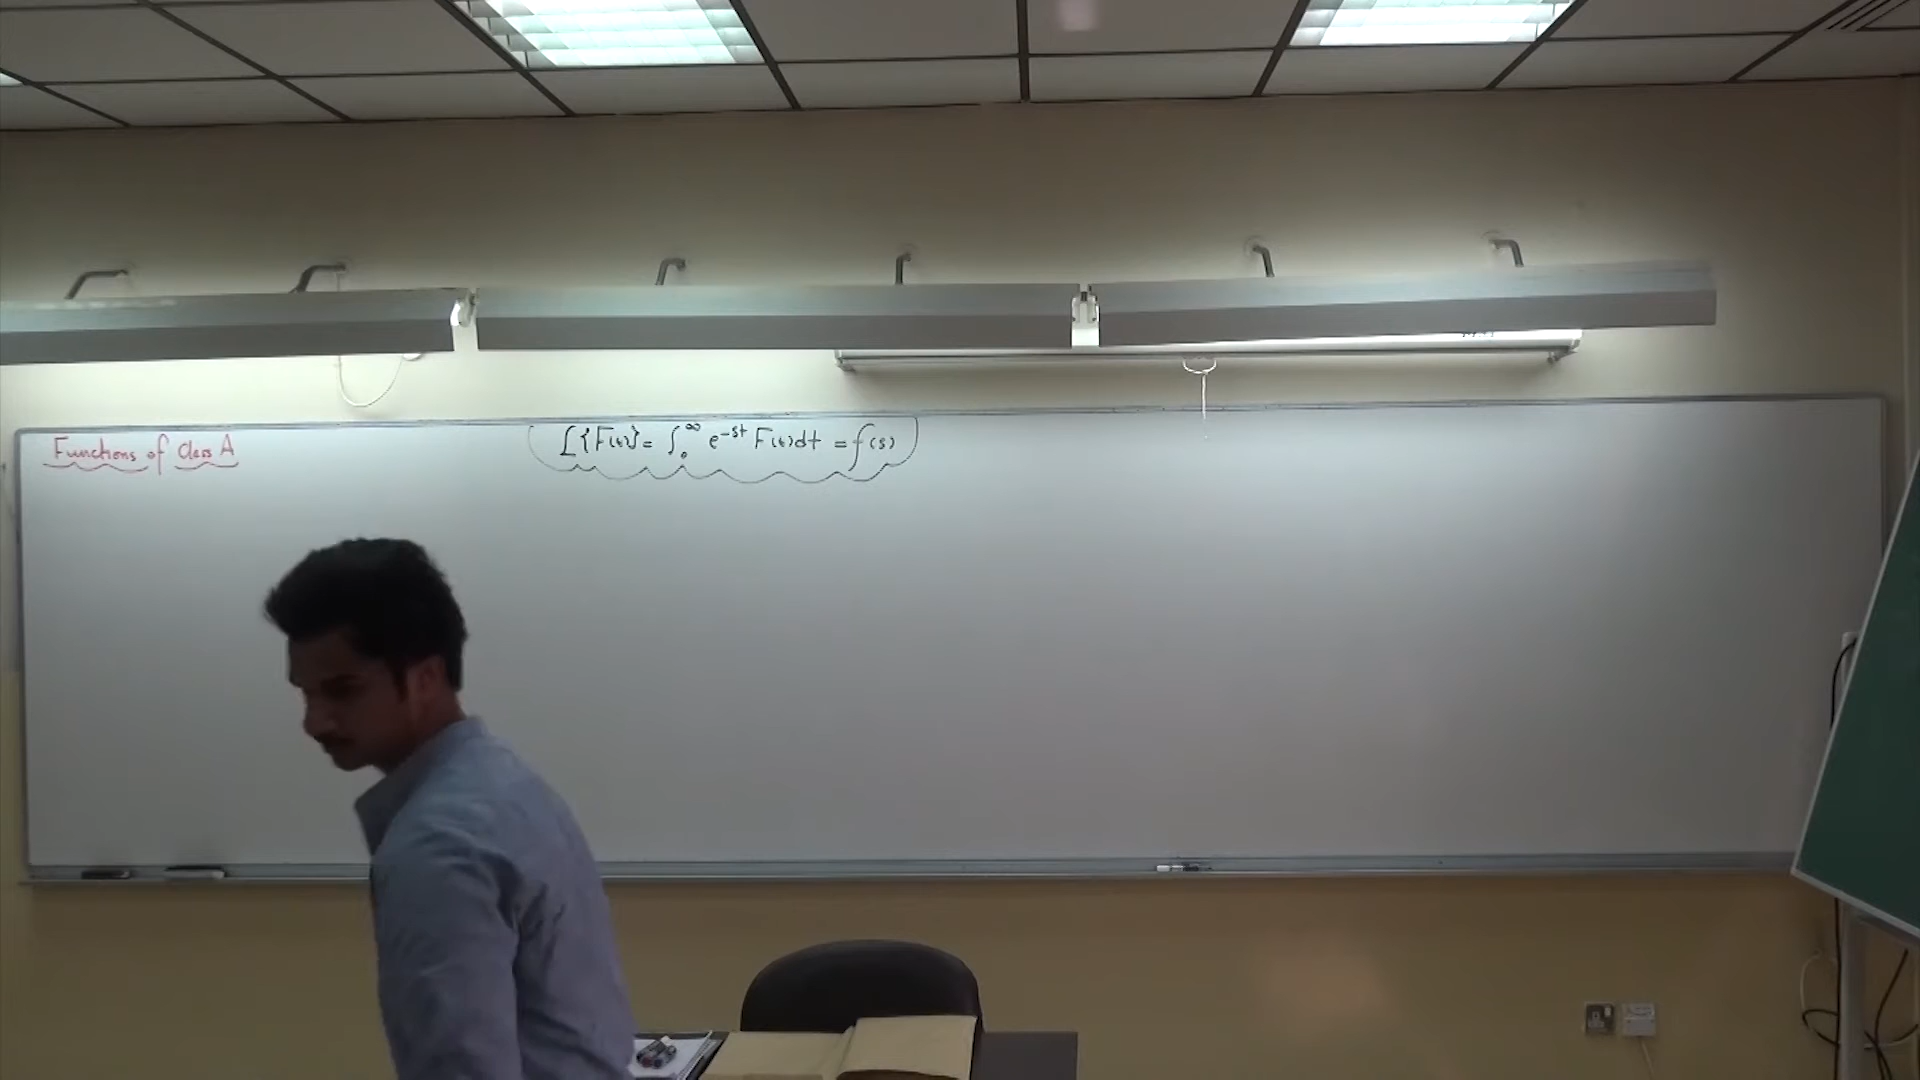 Functions of class A
L{F(t)} = ∫₀^∞ e^-st F(t) dt = f(s)